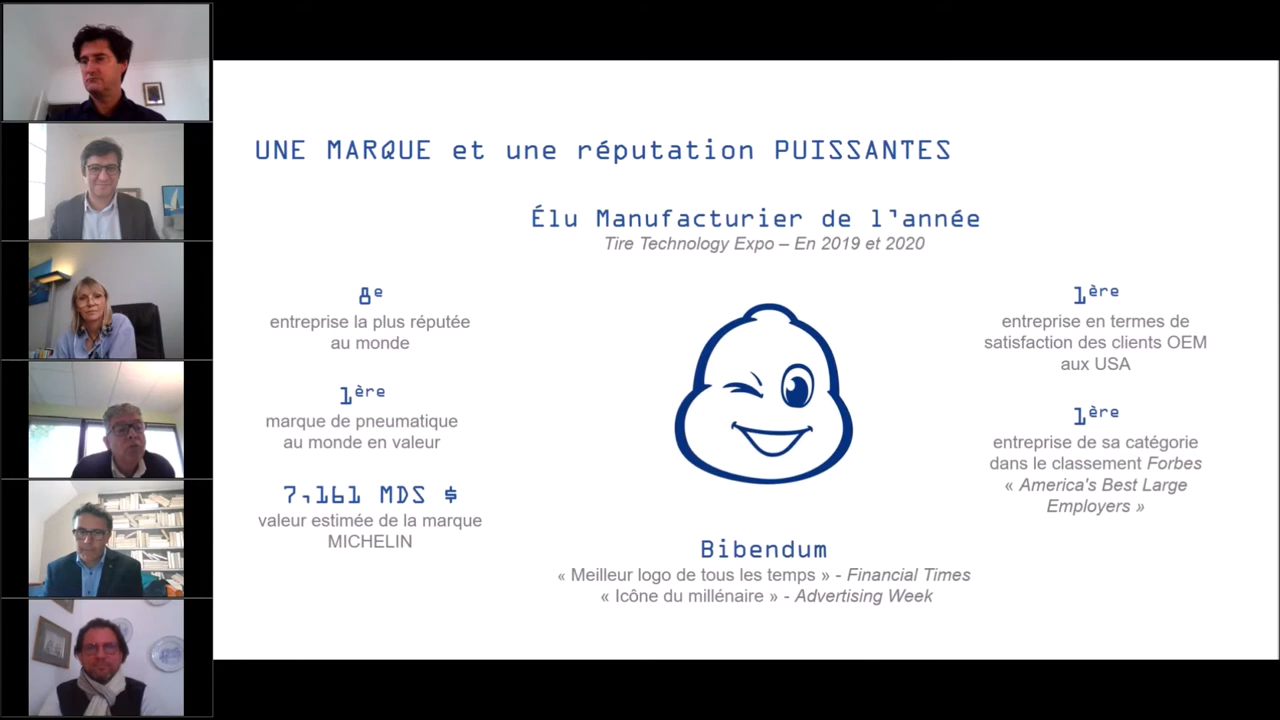 UNE MARQUE et une réputation PUISSANTES
Élu Manufacturier de l'année
Tire Technology Expo – En 2019 et 2020
8e
entreprise la plus réputée
au monde
1ère
marque de pneumatique
au monde en valeur
7,161 MDS $
valeur estimée de la marque
MICHELIN
1ère
entreprise en termes de
satisfaction des clients OEM
aux USA
1ère
entreprise de sa catégorie
dans le classement Forbes
« America's Best Large
Employers »
Bibendum
« Meilleur logo de tous les temps » - Financial Times
« Icône du millénaire » - Advertising Week